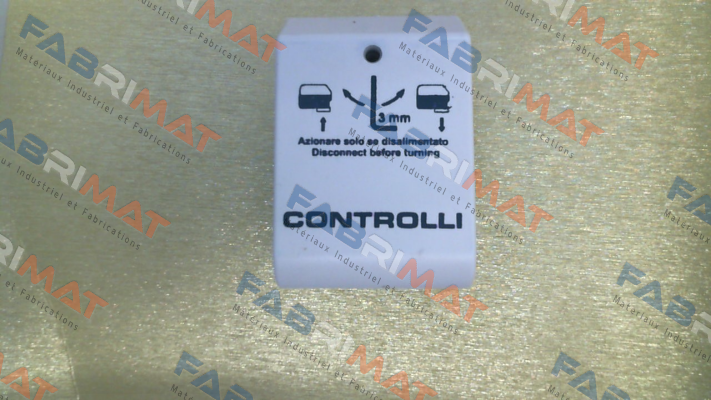 3 mm
Azionare solo se disalimentato
Disconnect before turning
CONTROLLI
FABRIMAT
Materiaux Industriel et Fabrications